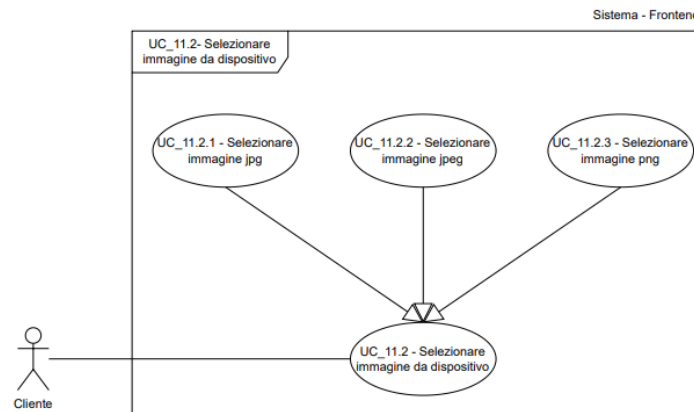 Sistema - Frontend
UC_11.2- Selezionare
immagine da dispositivo
UC_11.2.1 - Selezionare
immagine jpg
UC_11.2.2 - Selezionare
immagine jpeg
UC_11.2.3 - Selezionare
immagine png
UC_11.2 - Selezionare
immagine da dispositivo
Cliente